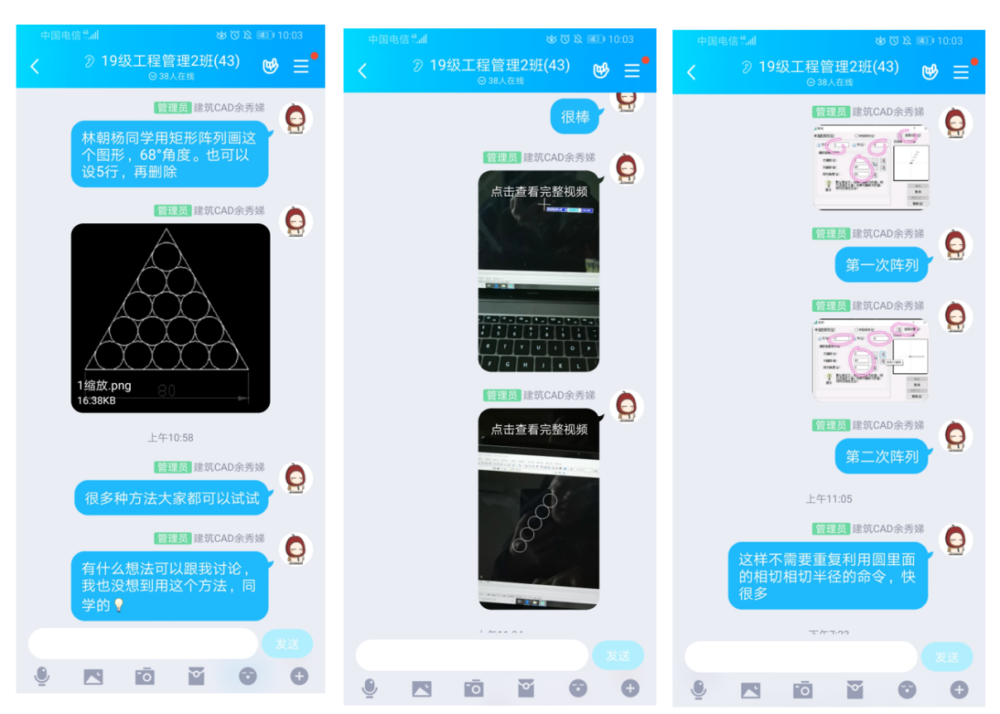 中国电信
43
10:03
19级工程管理2班(43)
38人在线
管理员 建筑CAD余秀娣
林朝杨同学用矩形阵列画这
个图形，68°角度。也可以
设5行，再删除
管理员 建筑CAD余秀娣
1缩放.png
16.38KB
80
上午10:58
管理员 建筑CAD余秀娣
很多种方法大家都可以试试
管理员 建筑CAD余秀娣
有什么想法可以跟我讨论，
我也没想到用这个方法，同
学的💡
发送
中国电信
43
10:03
19级工程管理2班(43)
38人在线
很棒
管理员 建筑CAD余秀娣
点击查看完整视频
R T Y U I O P
F G H J K L
管理员 建筑CAD余秀娣
点击查看完整视频
发送
中国电信
43
10:03
19级工程管理2班(43)
38人在线
管理员 建筑CAD余秀娣
管理员 建筑CAD余秀娣
第一次阵列
管理员 建筑CAD余秀娣
管理员 建筑CAD余秀娣
第二次阵列
上午11:05
管理员 建筑CAD余秀娣
这样不需要重复利用圆里面
的相切相切半径的命令，快
很多
发送